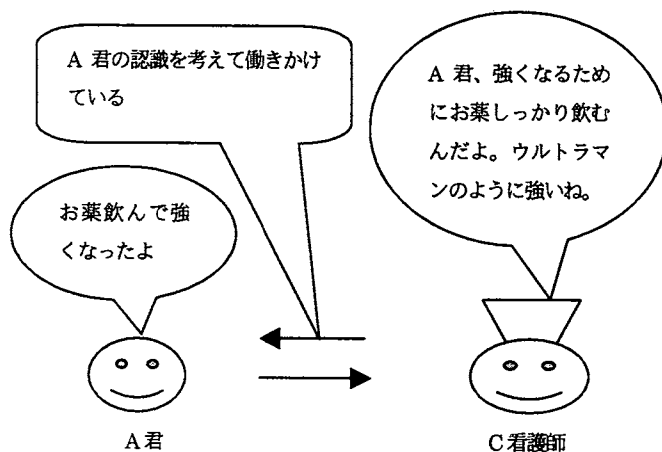 A 君の認識を考えて働きかけ
ている
A 君、強くなるため
にお薬しっかり飲む
んだよ。ウルトラマ
ンのように強いね。
お薬飲んで強
くなったよ
A君
C看護師